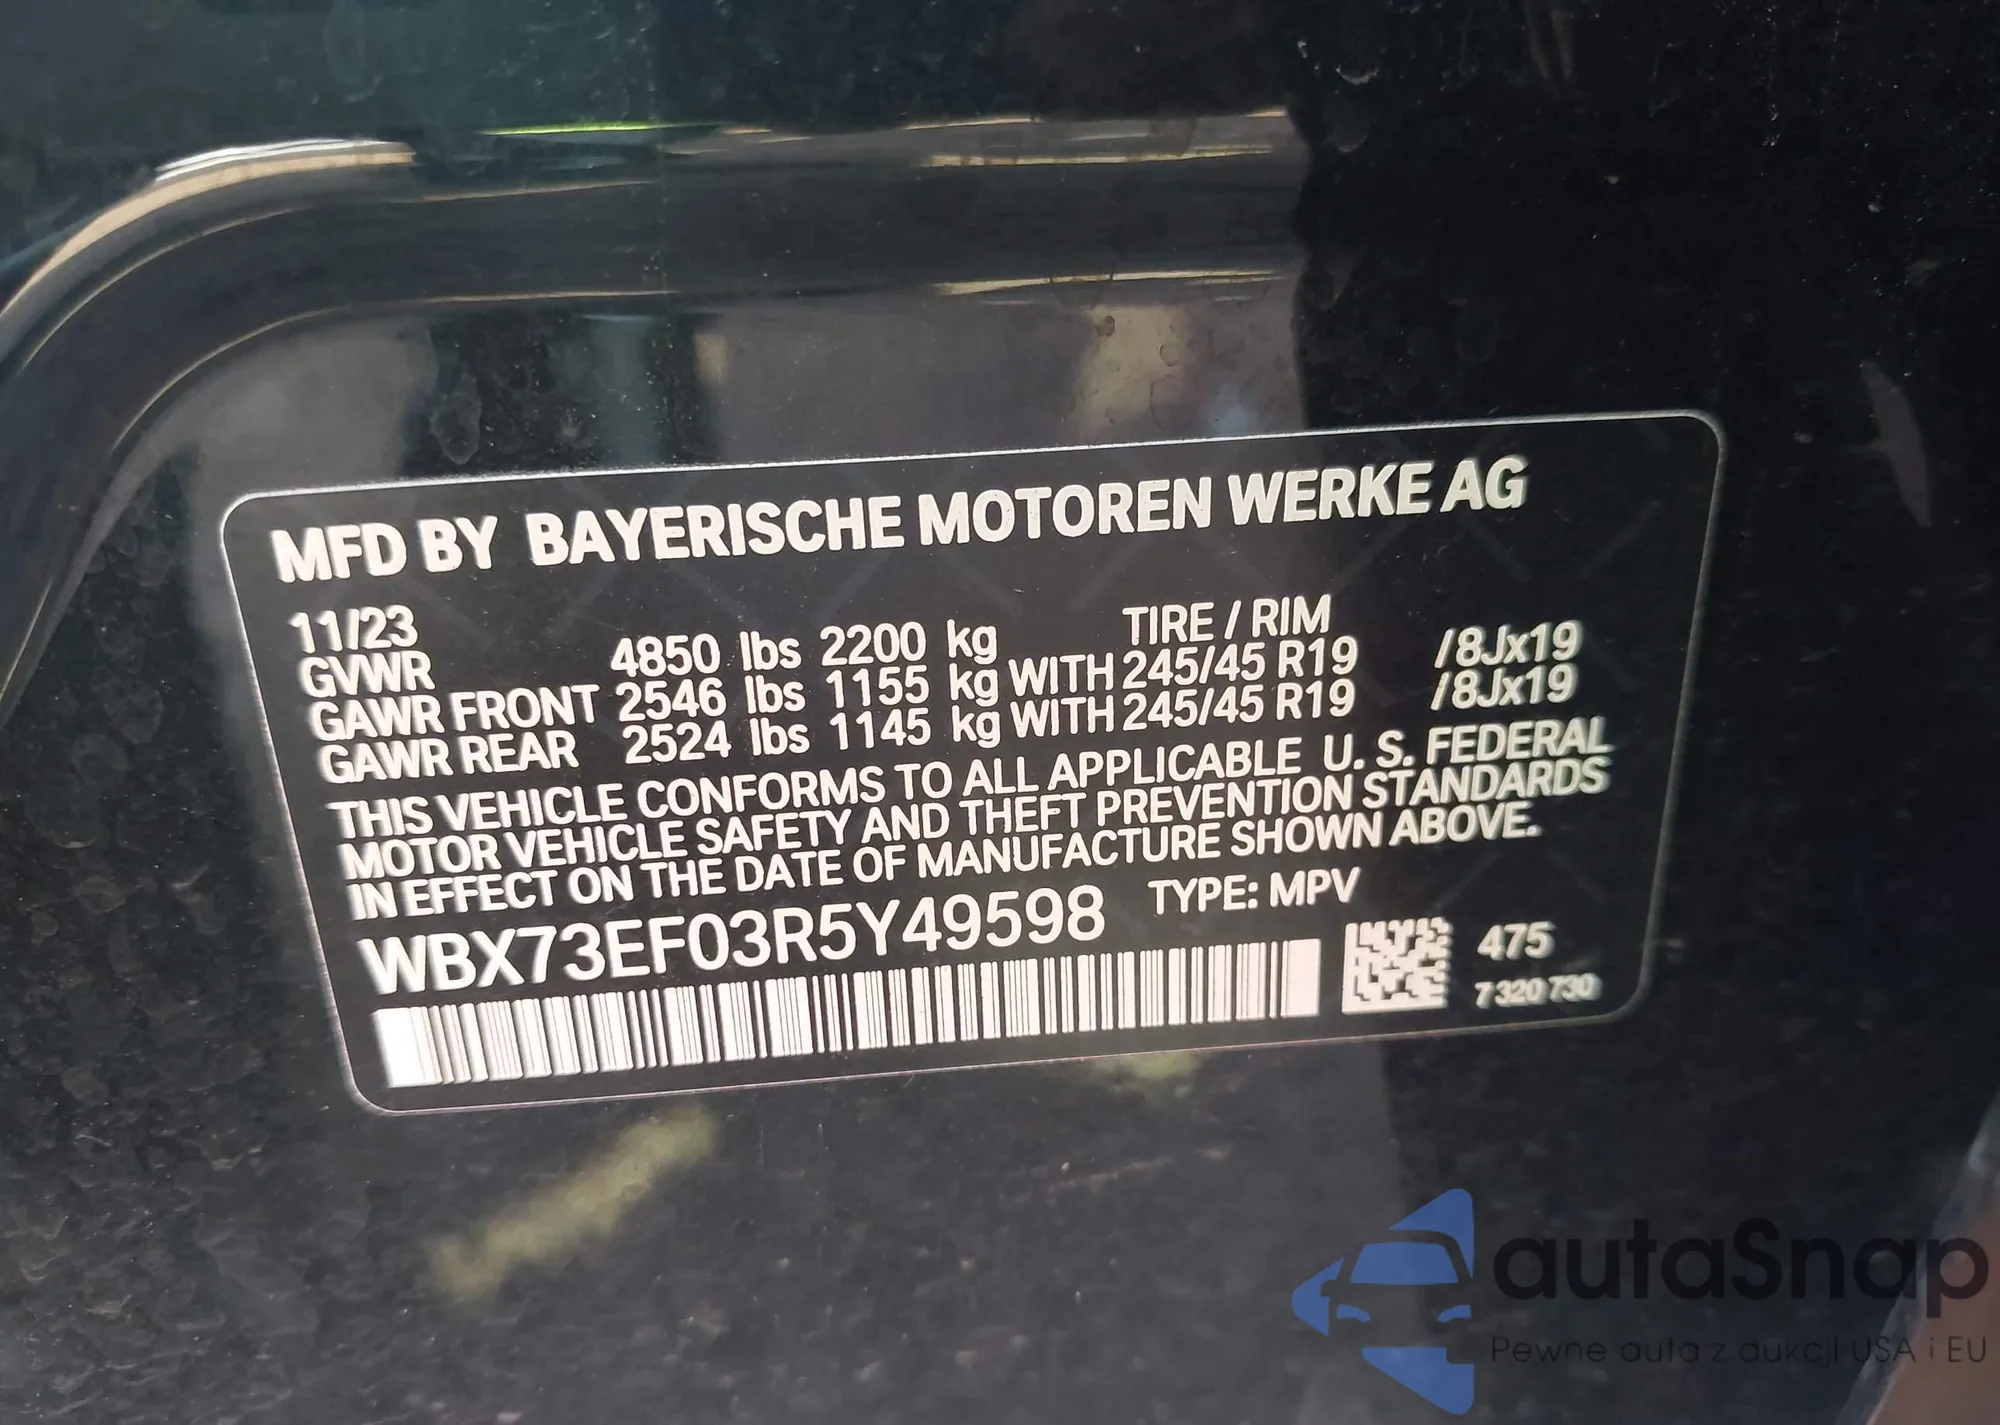 MFD BY BAYERISCHE MOTOREN WERKE AG
11/23 TIRE / RIM
GVWR 4850 lbs 2200 kg
GAWR FRONT 2546 lbs 1155 kg WITH 245/45 R19 /8Jx19
GAWR REAR 2524 lbs 1145 kg WITH 245/45 R19 /8Jx19
THIS VEHICLE CONFORMS TO ALL APPLICABLE U. S. FEDERAL
MOTOR VEHICLE SAFETY AND THEFT PREVENTION STANDARDS
IN EFFECT ON THE DATE OF MANUFACTURE SHOWN ABOVE.
WBX73EF03R5Y49598 TYPE: MPV
475
7 320 730
autaSnap
Pewne auta z aukcji USA i EU